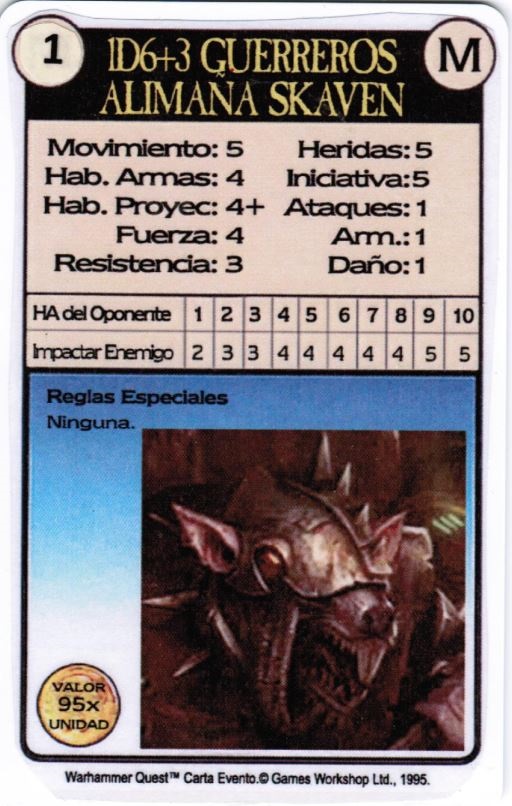 1
1D6+3 GUERREROS
ALIMAÑA SKAVEN
M
Movimiento: 5 Heridas: 5
Hab. Armas: 4 Iniciativa: 5
Hab. Proyec: 4+ Ataques: 1
Fuerza: 4 Arm.: 1
Resistencia: 3 Daño: 1
HA del Oponente 1 2 3 4 5 6 7 8 9 10
Impactar Enemigo 2 3 3 4 4 4 4 4 5 5
Reglas Especiales
Ninguna.
VALOR
95x
UNIDAD
Warhammer Quest™ Carta Evento.© Games Workshop Ltd., 1995.